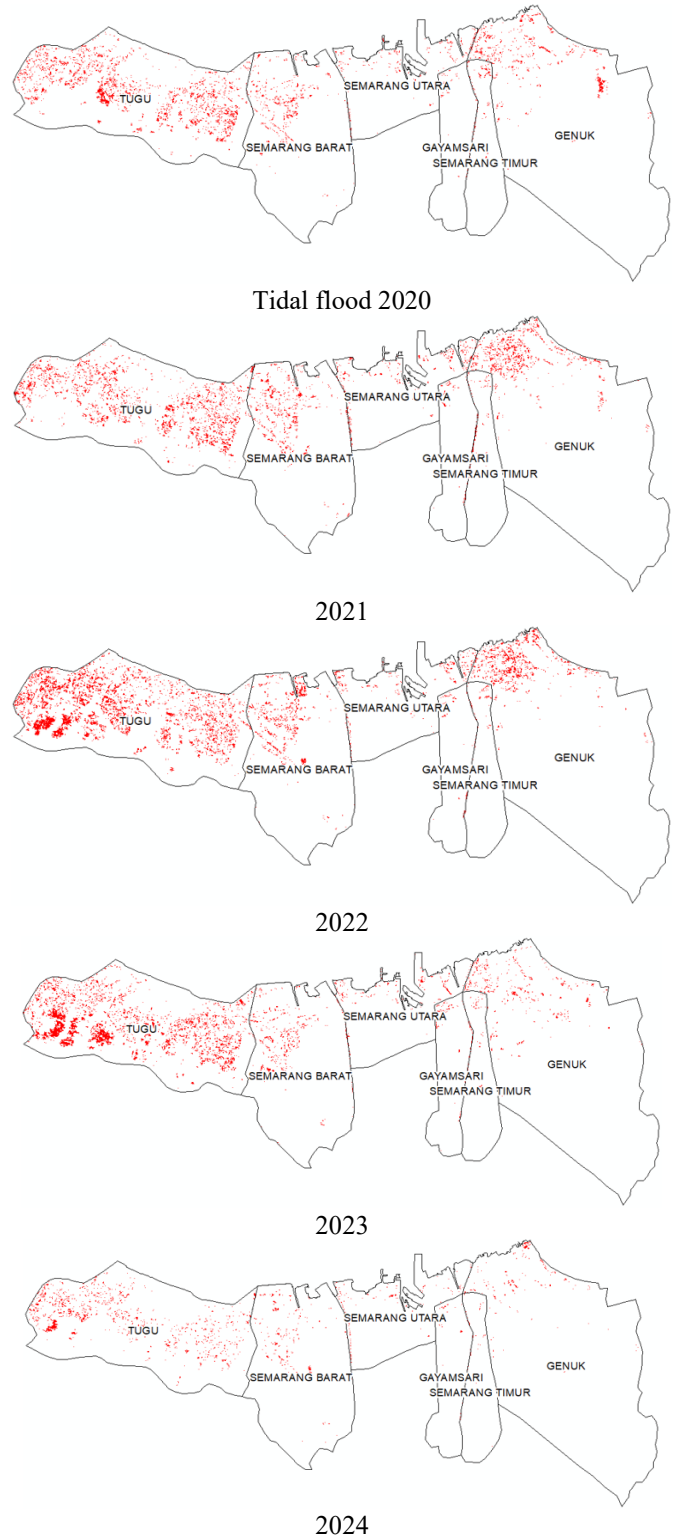 TUGU
SEMARANG UTARA
SEMARANG BARAT
GAYAMSARI
GENUK
SEMARANG TIMUR
Tidal flood 2020
TUGU
SEMARANG UTARA
SEMARANG BARAT
GAYAMSARI
GENUK
SEMARANG TIMUR
2021
TUGU
SEMARANG UTARA
SEMARANG BARAT
GAYAMSARI
GENUK
SEMARANG TIMUR
2022
TUGU
SEMARANG UTARA
SEMARANG BARAT
GAYAMSARI
GENUK
SEMARANG TIMUR
2023
TUGU
SEMARANG UTARA
SEMARANG BARAT
GAYAMSARI
GENUK
SEMARANG TIMUR
2024